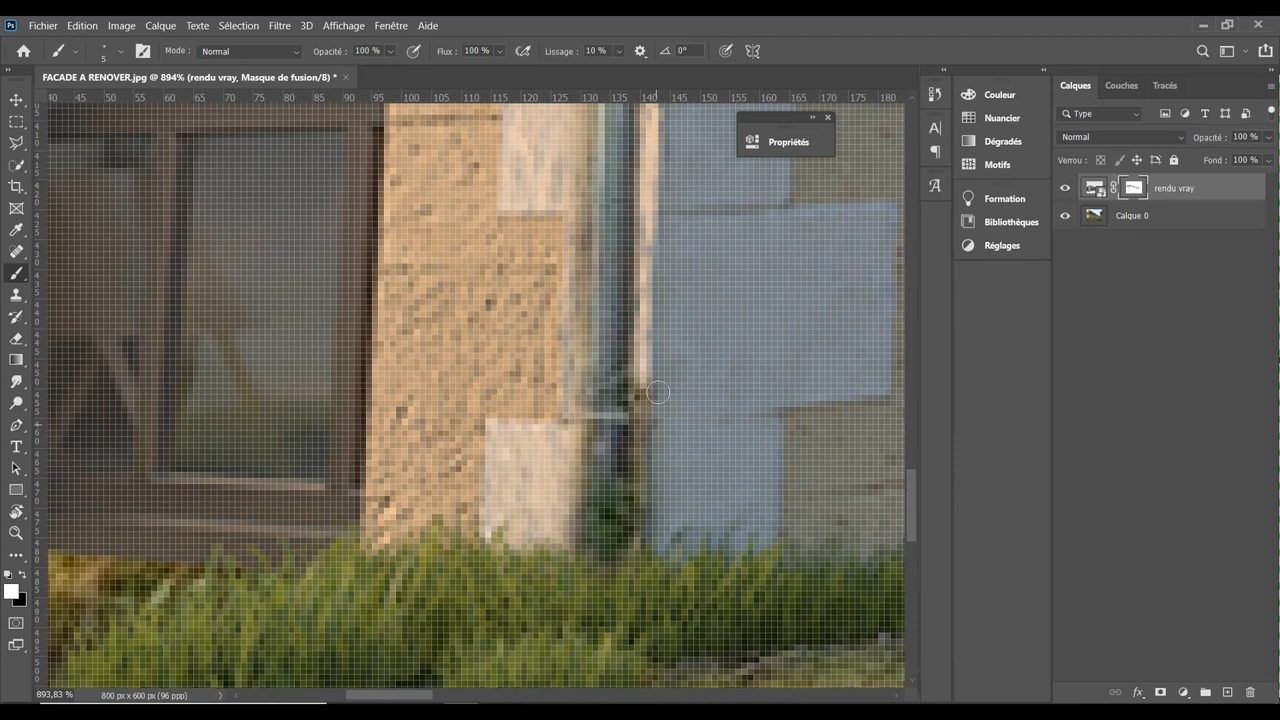 Ps Fichier Edition Image Calque Texte Sélection Filtre 3D Affichage Fenêtre Aide
5 Mode : Normal Opacité : 100 % Flux : 100 % Lissage : 10 % 0°
FACADE A RENOVER.jpg @ 894% (rendu vray, Masque de fusion/8) * ×
40 45 50 55 60 65 70 75 80 85 90 95 100 105 110 115 120 125 130 135 140 145 150 155 160 165 170 175 180
Propriétés
Couleur
Nuancier
Dégradés
Motifs
Formation
Bibliothèques
Réglages
Calques Couches Tracés
Type
Normal Opacité : 100 %
Verrou : Fond : 100 %
rendu vray
Calque 0
893,83 % 800 px x 600 px (96 ppp)